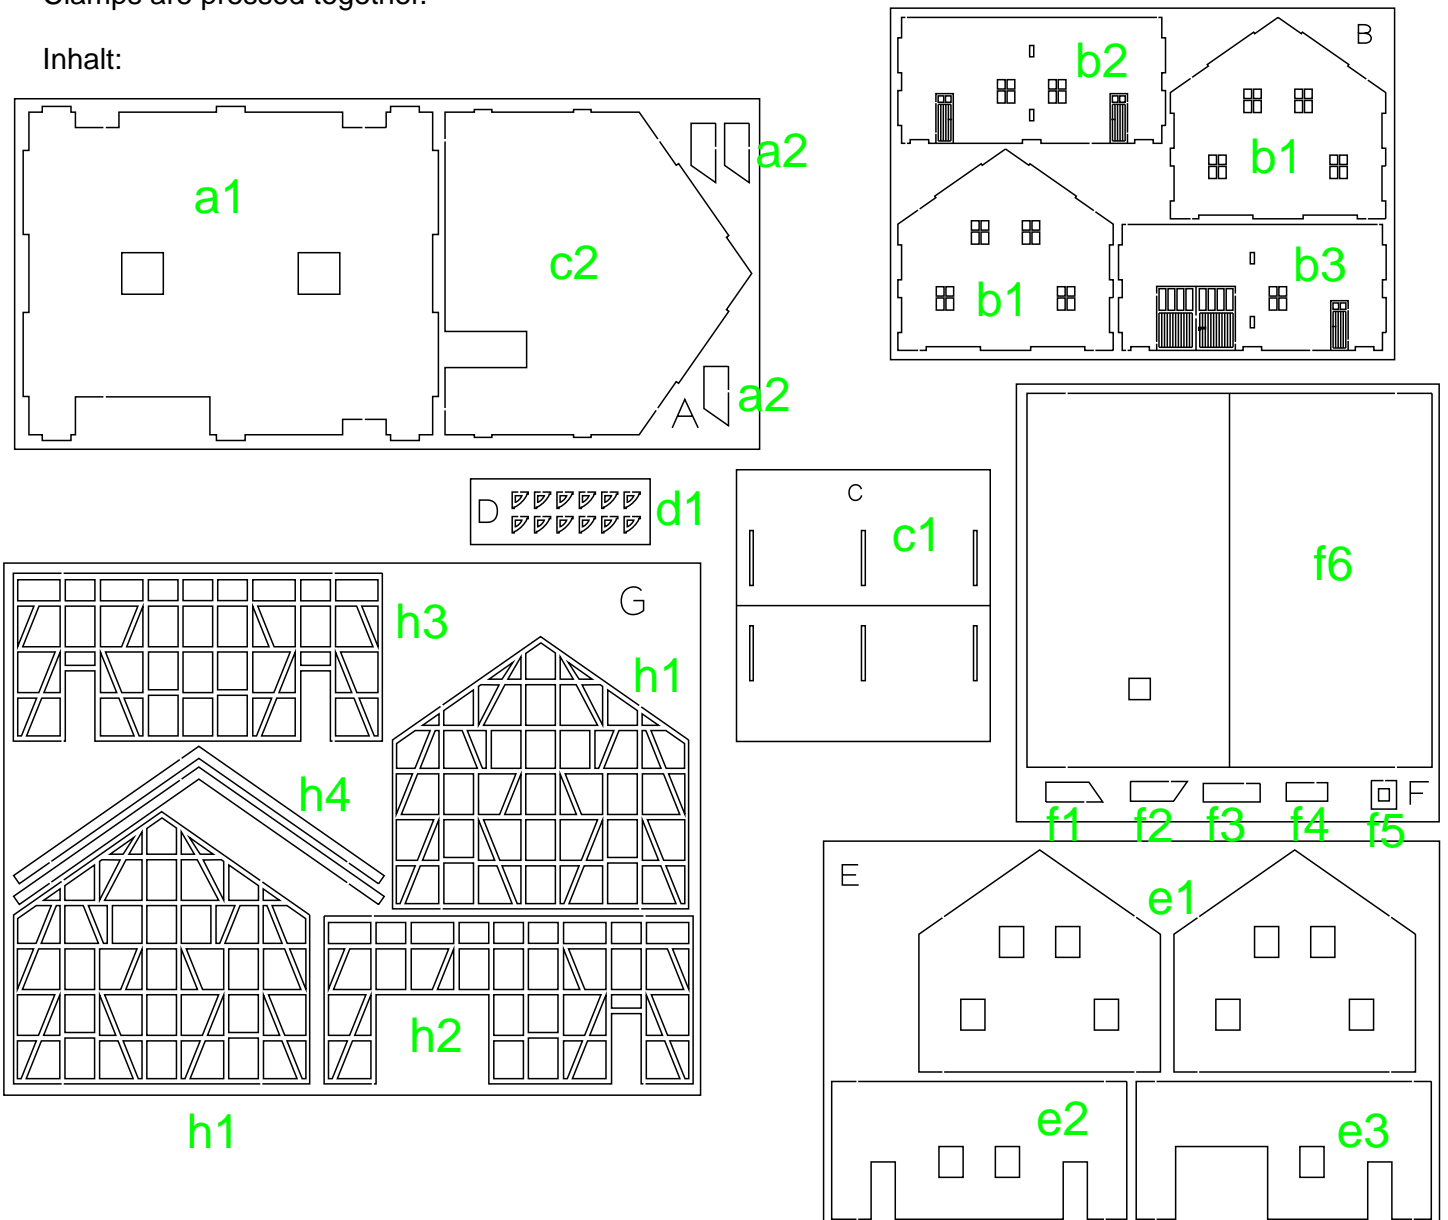 Clamps are pressed together.
Inhalt:
B
b2
b1
a2
a1
c2
b3
b1
a2
A
D
d1
C
c1
f6
G
h3
h1
h4
F
f1
f2
f3
f4
f5
E
e1
h2
h1
e2
e3